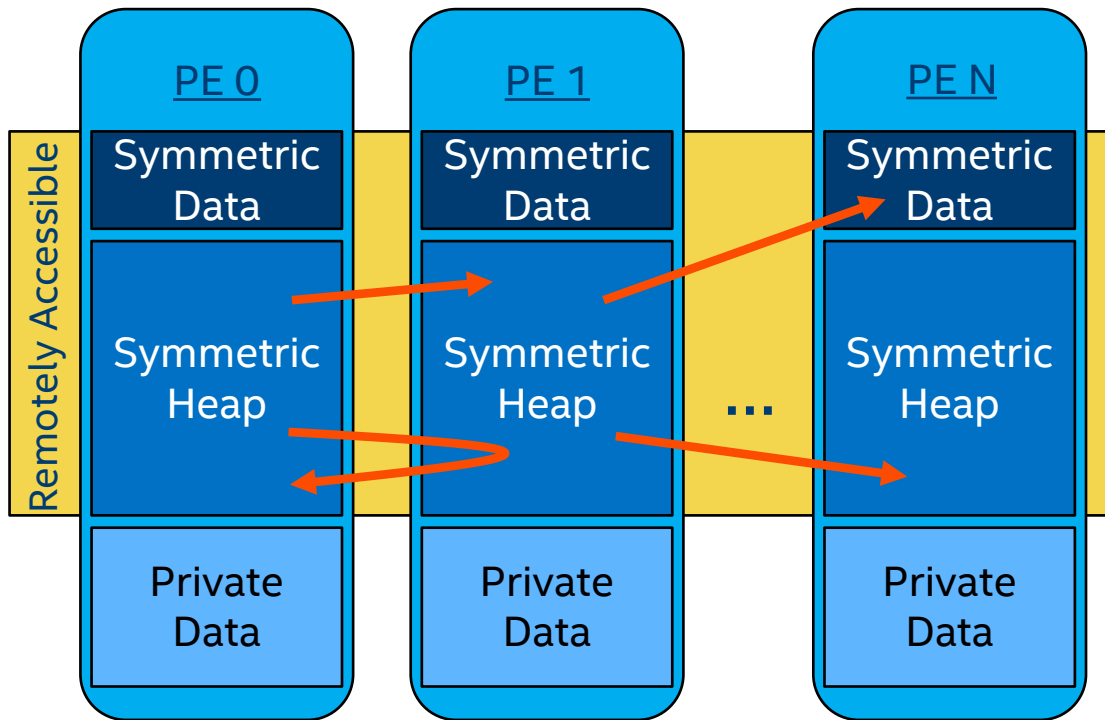 PE 0
PE 1
PE N
Remotely Accessible
Symmetric
Data
Symmetric
Data
Symmetric
Data
Symmetric
Heap
Symmetric
Heap
...
Symmetric
Heap
Private
Data
Private
Data
Private
Data